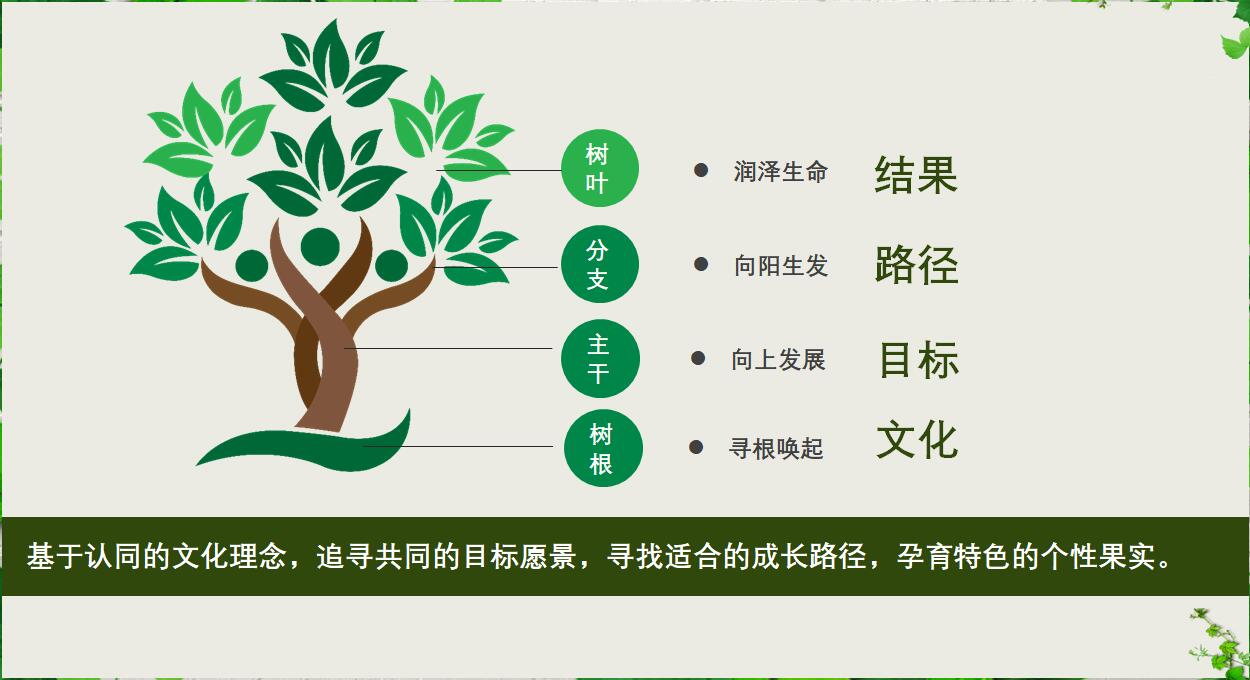 树叶
● 润泽生命 结果
分支
● 向阳生发 路径
主干
● 向上发展 目标
树根
● 寻根唤起 文化
基于认同的文化理念，追寻共同的目标愿景，寻找适合的成长路径，孕育特色的个性果实。